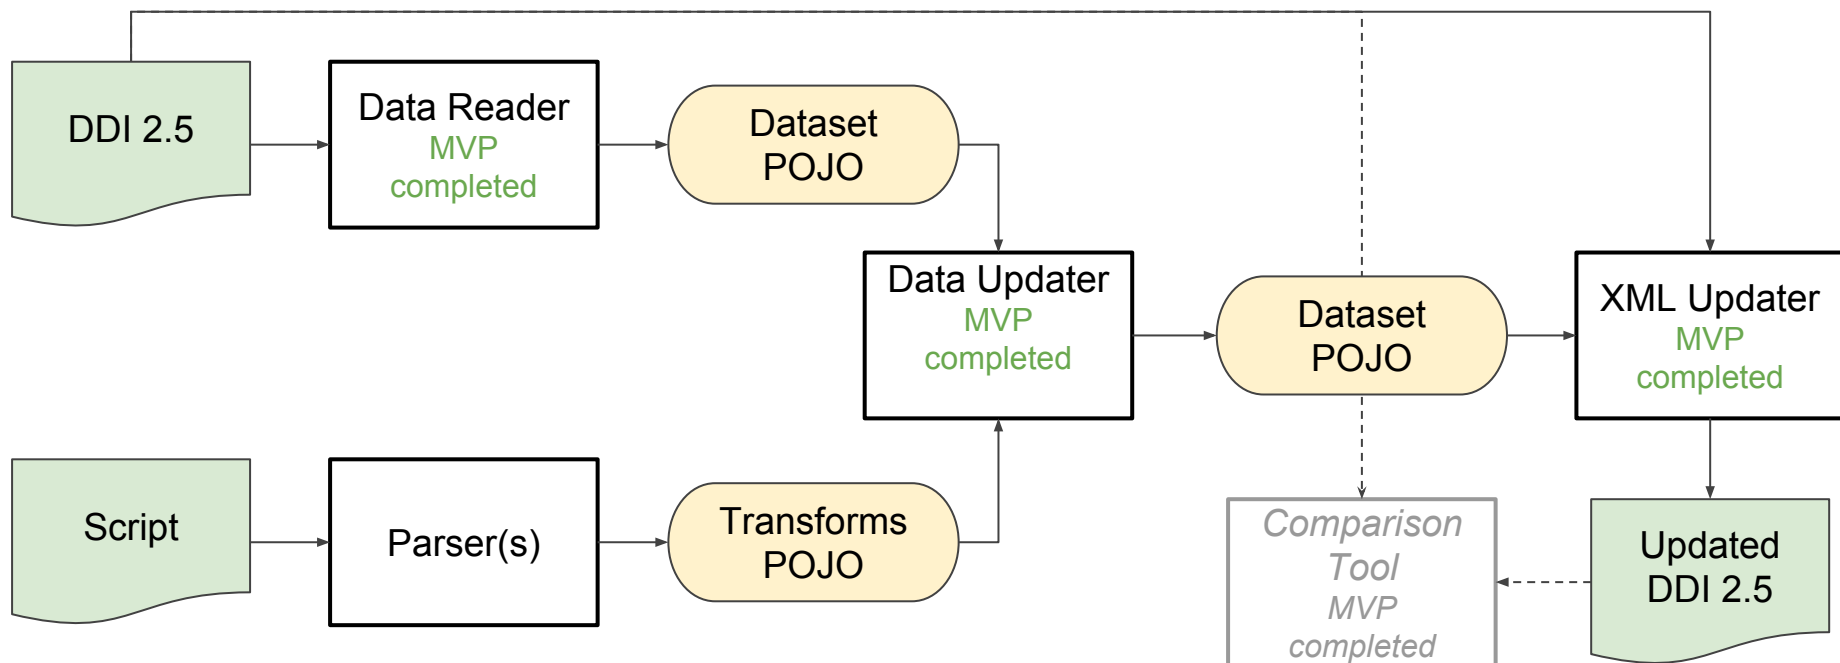 DDI 2.5
Data Reader
MVP
completed
Dataset
POJO
Data Updater
MVP
completed
Dataset
POJO
XML Updater
MVP
completed
Script
Parser(s)
Transforms
POJO
Comparison
Tool
MVP
completed
Updated
DDI 2.5